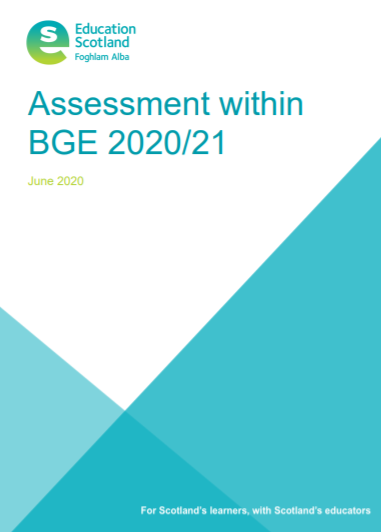 Education
Scotland
Foghlam Alba
Assessment within
BGE 2020/21
June 2020
For Scotland's learners, with Scotland's educators